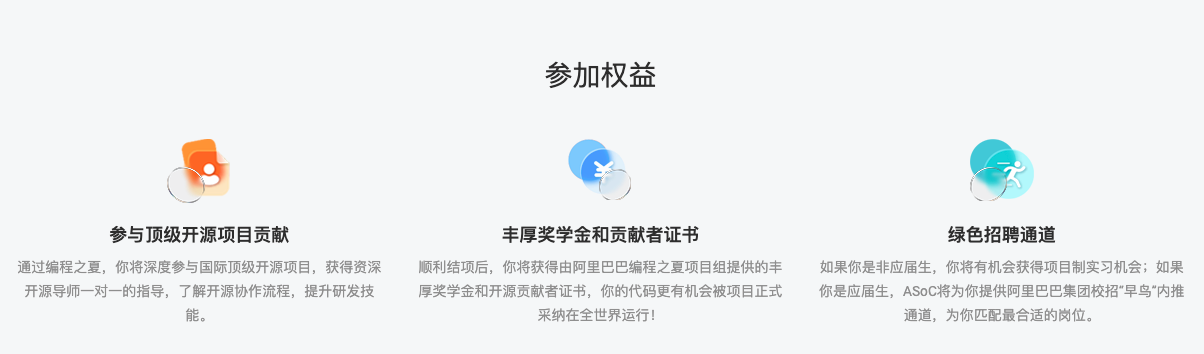 参加权益
参与顶级开源项目贡献
通过编程之夏，你将深度参与国际顶级开源项目，获得资深
开源导师一对一的指导，了解开源协作流程，提升研发技
能。
丰厚奖学金和贡献者证书
顺利结项后，你将获得由阿里巴巴编程之夏项目组提供的丰
厚奖学金和开源贡献者证书，你的代码更有机会被项目正式
采纳在全世界运行！
绿色招聘通道
如果你是非应届生，你将有机会获得项目制实习机会；如果
你是应届生，ASoC将为你提供阿里巴巴集团校招“早鸟“内推
通道，为你匹配最合适的岗位。